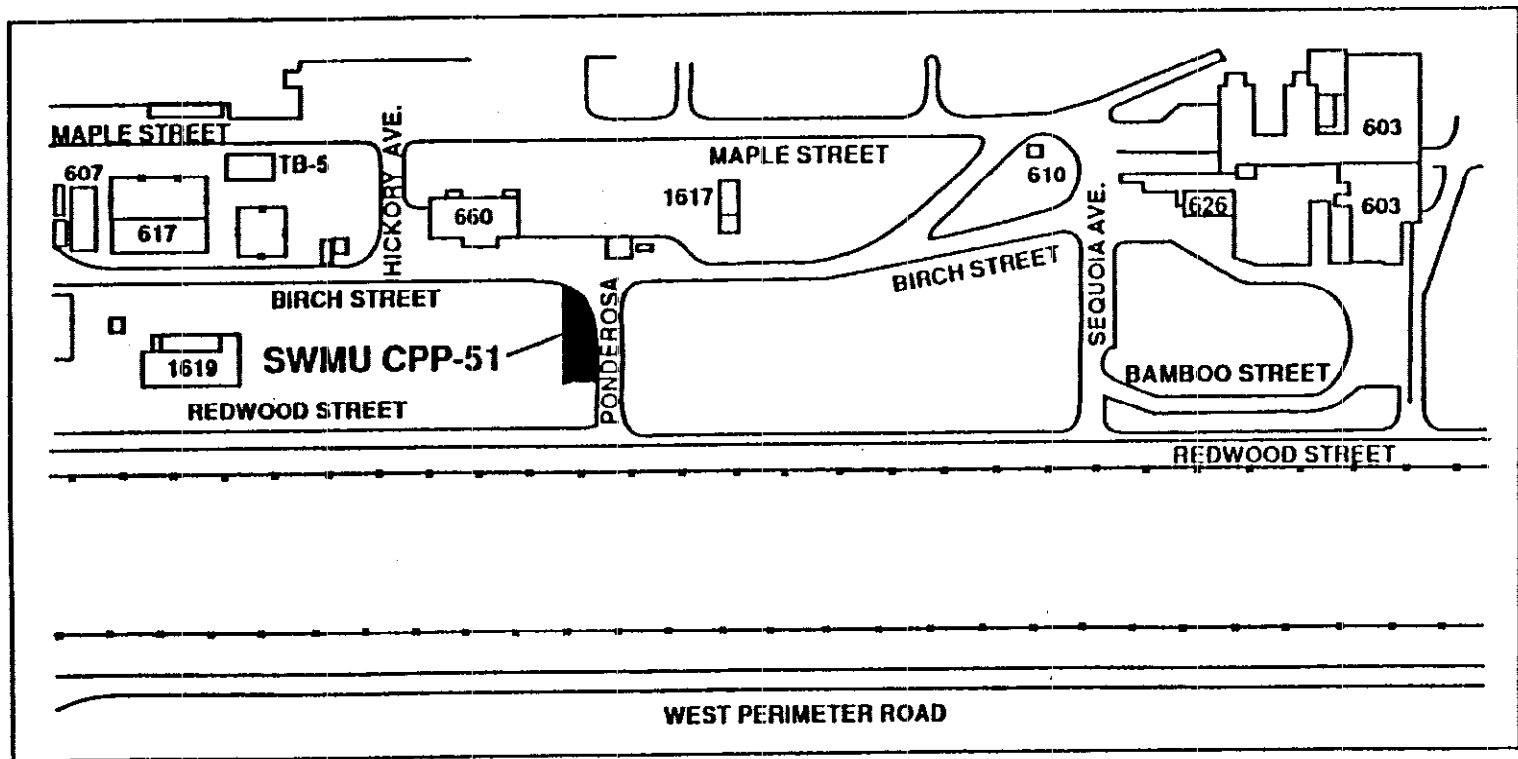 MAPLE STREET
HICKORY AVE.
607
TB-5
617
660
MAPLE STREET
1617
610
SEQUOIA AVE.
603
626
603
BIRCH STREET
BIRCH STREET
PONDEROSA
1619
SWMU CPP-51
BAMBOO STREET
REDWOOD STREET
REDWOOD STREET
WEST PERIMETER ROAD